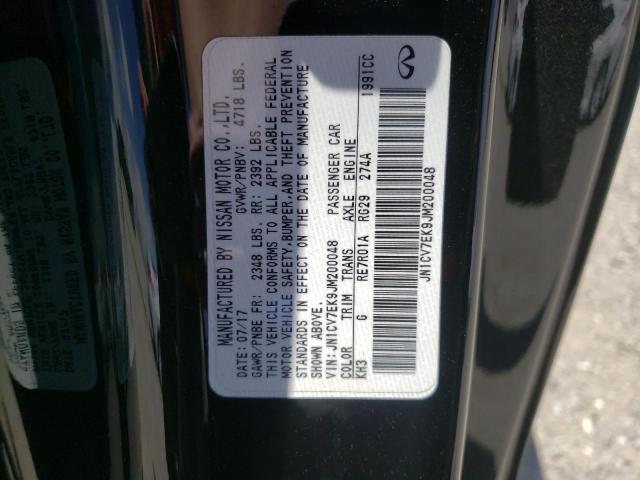 MANUFACTURED BY NISSAN MOTOR CO.,LTD.
DATE: 07/17 GVWR/PNBV: 4718 LBS.
GAWR/PNBE FR: 2348 LBS. RR: 2392 LBS.
THIS VEHICLE CONFORMS TO ALL APPLICABLE FEDERAL
MOTOR VEHICLE SAFETY,BUMPER,AND THEFT PREVENTION
STANDARDS IN EFFECT ON THE DATE OF MANUFACTURE
SHOWN ABOVE.
VIN:JN1CV7EK9JM200048 PASSENGER CAR
COLOR TRIM TRANS AXLE ENGINE
KH3 G RE7R01A RG29 274A 1991CC
JN1CV7EK9JM200048